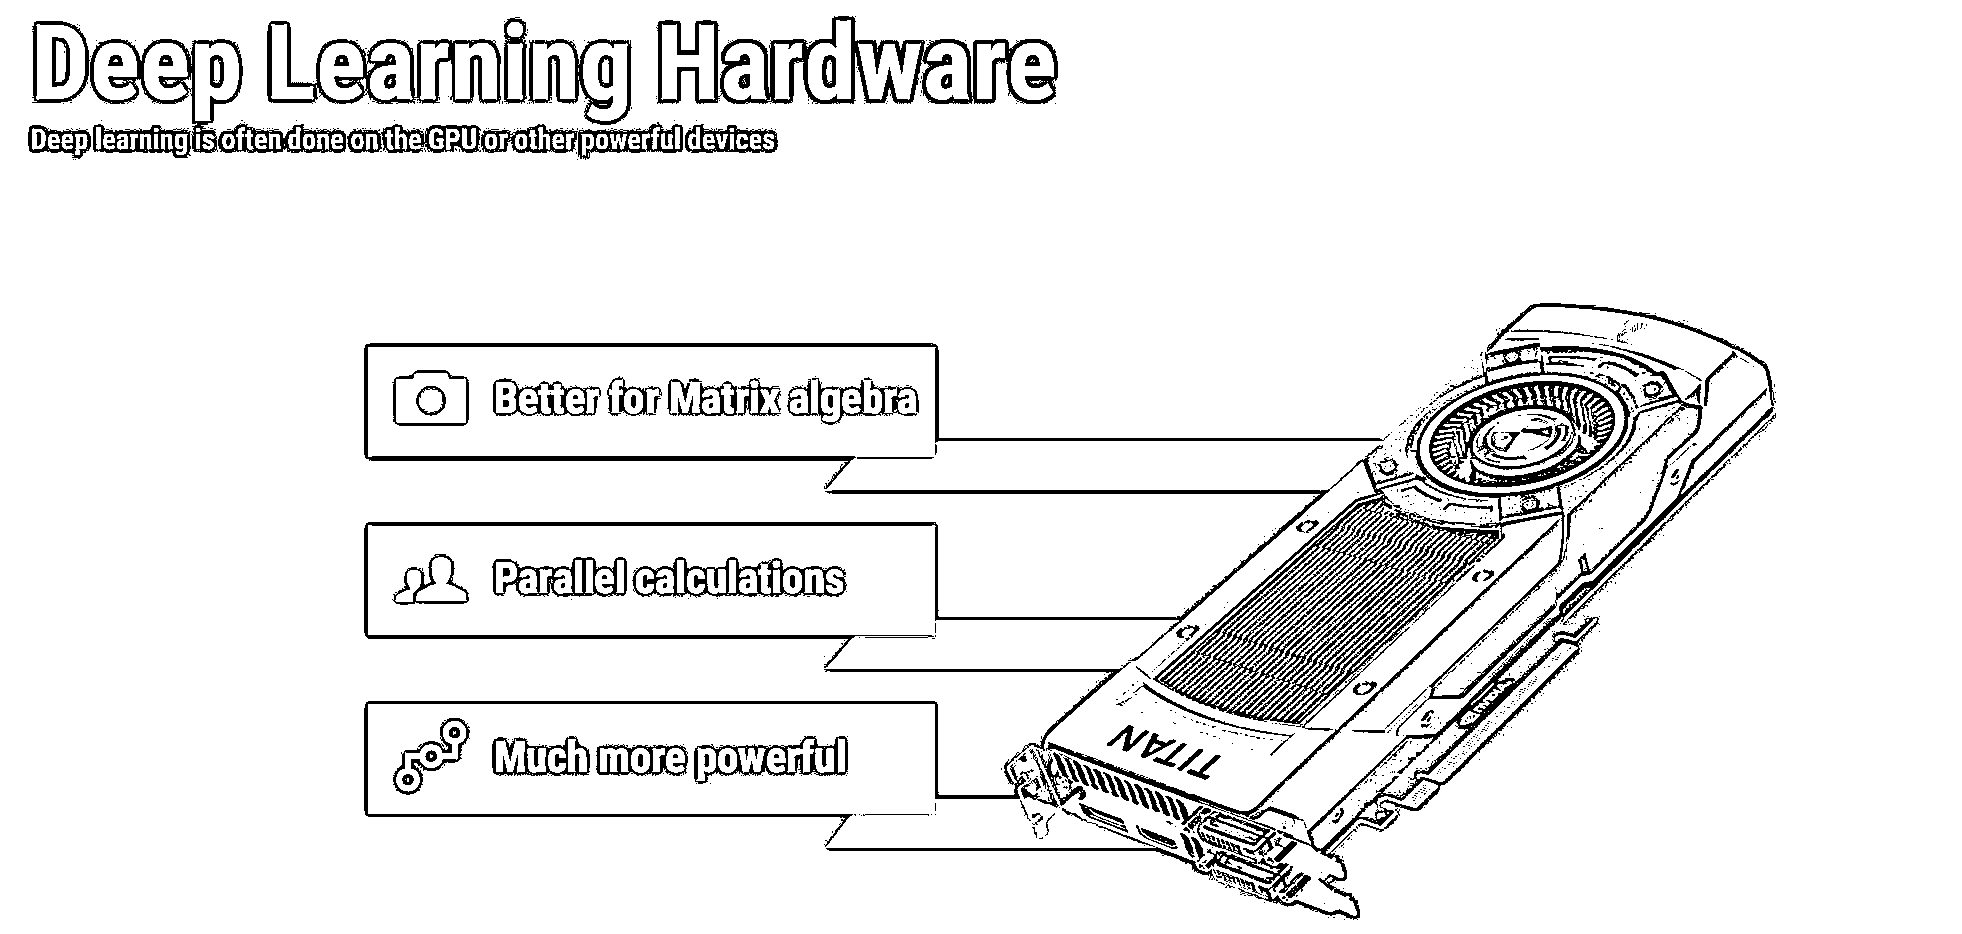 Deep Learning Hardware
Deep learning is often done on the GPU or other powerful devices
Better for Matrix algebra
Parallel calculations
Much more powerful
TITAN